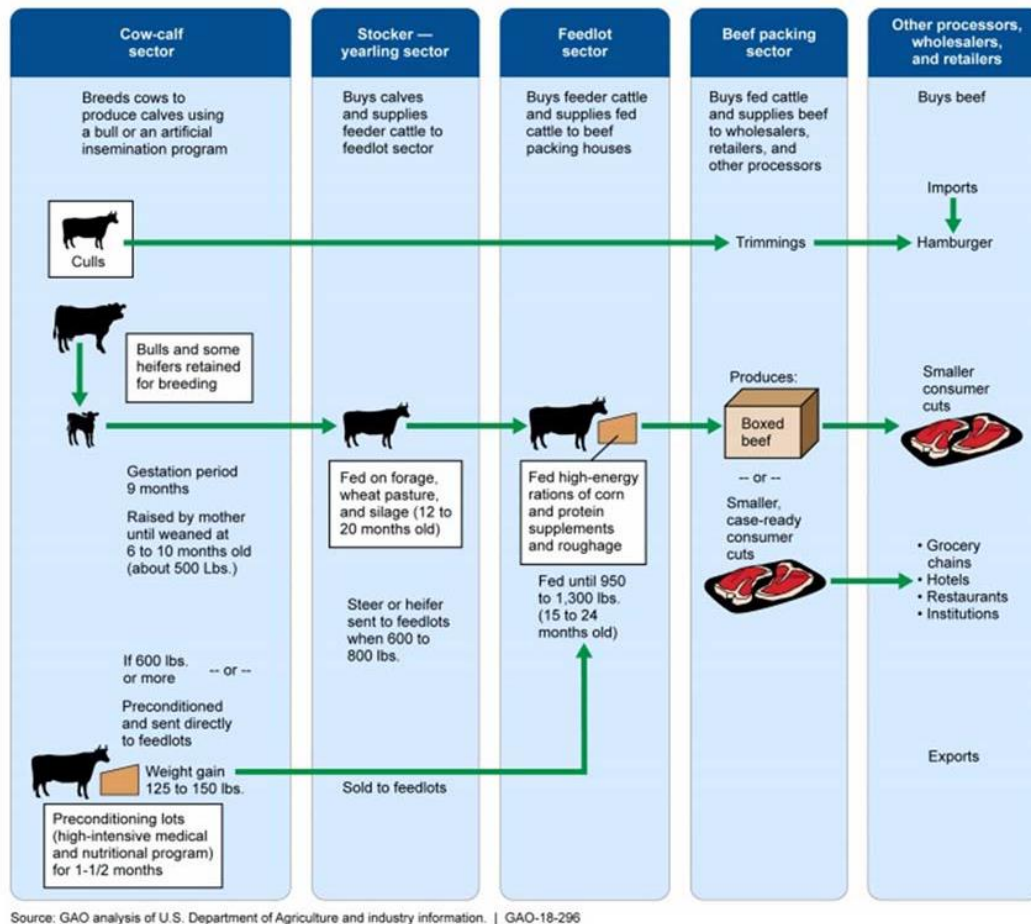 Cow-calf
sector
Stocker —
yearling sector
Feedlot
sector
Beef packing
sector
Other processors,
wholesalers,
and retailers
Breeds cows to
produce calves using
a bull or an artificial
insemination program
Buys calves
and supplies
feeder cattle to
feedlot sector
Buys feeder cattle
and supplies fed
cattle to beef
packing houses
Buys fed cattle
and supplies beef
to wholesalers,
retailers, and
other processors
Buys beef
Imports
Culls
Trimmings
Hamburger
Bulls and some
heifers retained
for breeding
Gestation period
9 months
Raised by mother
until weaned at
6 to 10 months old
(about 500 Lbs.)
Fed on forage,
wheat pasture,
and silage (12 to
20 months old)
Steer or heifer
sent to feedlots
when 600 to
800 lbs.
Fed high-energy
rations of corn
and protein
supplements
and roughage
Fed until 950
to 1,300 lbs.
(15 to 24
months old)
Produces:
Boxed
beef
-- or --
Smaller,
case-ready
consumer
cuts
Smaller
consumer
cuts
• Grocery
chains
• Hotels
• Restaurants
• Institutions
If 600 lbs.
or more
-- or --
Preconditioned
and sent directly
to feedlots
Weight gain
125 to 150 lbs.
Sold to feedlots
Exports
Preconditioning lots
(high-intensive medical
and nutritional program)
for 1-1/2 months
Source: GAO analysis of U.S. Department of Agriculture and industry information. | GAO-18-296